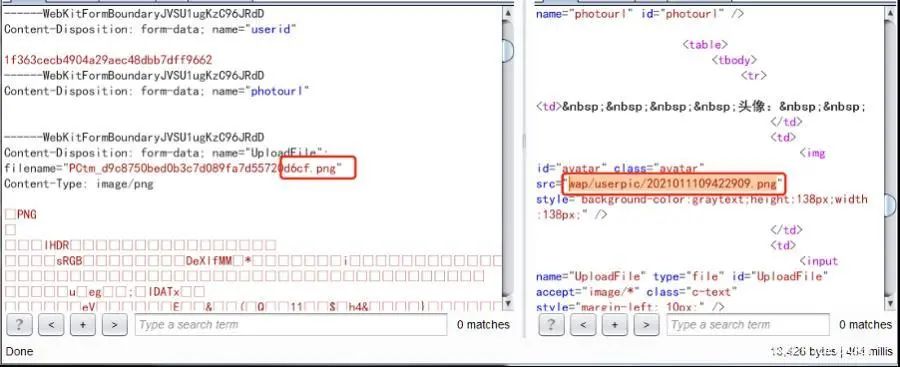 ------WebKitFormBoundaryJVSU1ugKzC96JRdD
Content-Disposition: form-data; name="userid"
1f363cecb4904a29aec48dbb7dff9662
------WebKitFormBoundaryJVSU1ugKzC96JRdD
Content-Disposition: form-data; name="photourl"
------WebKitFormBoundaryJVSU1ugKzC96JRdD
Content-Disposition: form-data; name="UploadFile";
filename="PCtm_d9c8750bed0b3c7d089fa7d55720d6cf.png"
Content-Type: image/png
PNG
IHDR
sRGB DeXIfMM *
IDATx
? < + > Type a search term 0 matches
name="photourl" id="photourl" />
<table>
<tbody>
<tr>
<td>&nbsp;&nbsp;&nbsp;&nbsp;头像：&nbsp;&nbsp;
</td>
<td>
<img
id="avatar" class="avatar"
src="wap/userpic/2021011109422909.png"
style="background-color:graytext;height:138px;width
:138px;" />
</td>
<td>
<input
name="UploadFile" type="file" id="UploadFile"
accept="image/*" class="c-text"
style="margin-left: 10px;" />
? < + > Type a search term 0 matches
Done
bytes | 464 millis